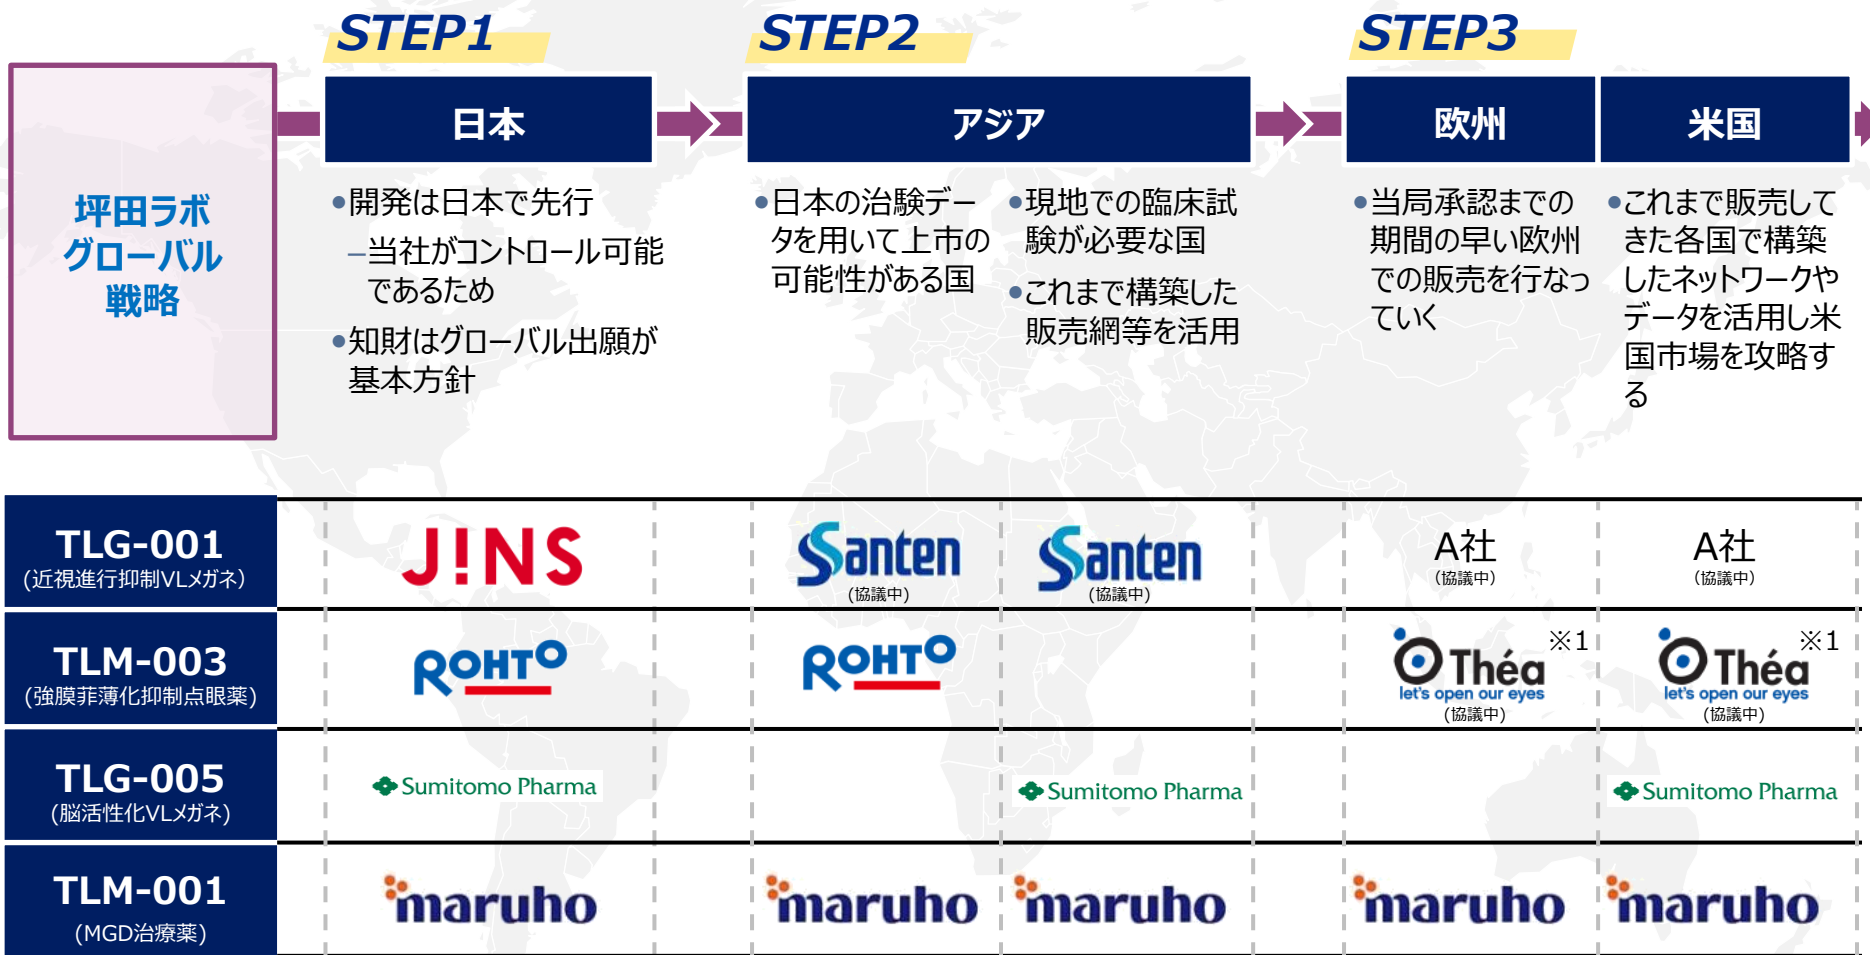 STEP1
STEP2
STEP3
坪田ラボ
グローバル
戦略
日本
アジア
欧州
米国
•開発は日本で先行
–当社がコントロール可能
であるため
•知財はグローバル出願が
基本方針
•日本の治験デー
タを用いて上市の
可能性がある国
•現地での臨床試
験が必要な国
•これまで構築した
販売網等を活用
•当局承認までの
期間の早い欧州
での販売を行なっ
ていく
•これまで販売して
きた各国で構築
したネットワークや
データを活用し米
国市場を攻略す
る
TLG-001
(近視進行抑制VLメガネ)
J!NS
Santen
(協議中)
Santen
(協議中)
A社
(協議中)
A社
(協議中)
TLM-003
(強膜菲薄化抑制点眼薬)
ROHTO
ROHTO
Théa ※1
let's open our eyes
(協議中)
Théa ※1
let's open our eyes
(協議中)
TLG-005
(脳活性化VLメガネ)
Sumitomo Pharma
Sumitomo Pharma
Sumitomo Pharma
TLM-001
(MGD治療薬)
maruho
maruho
maruho
maruho
maruho